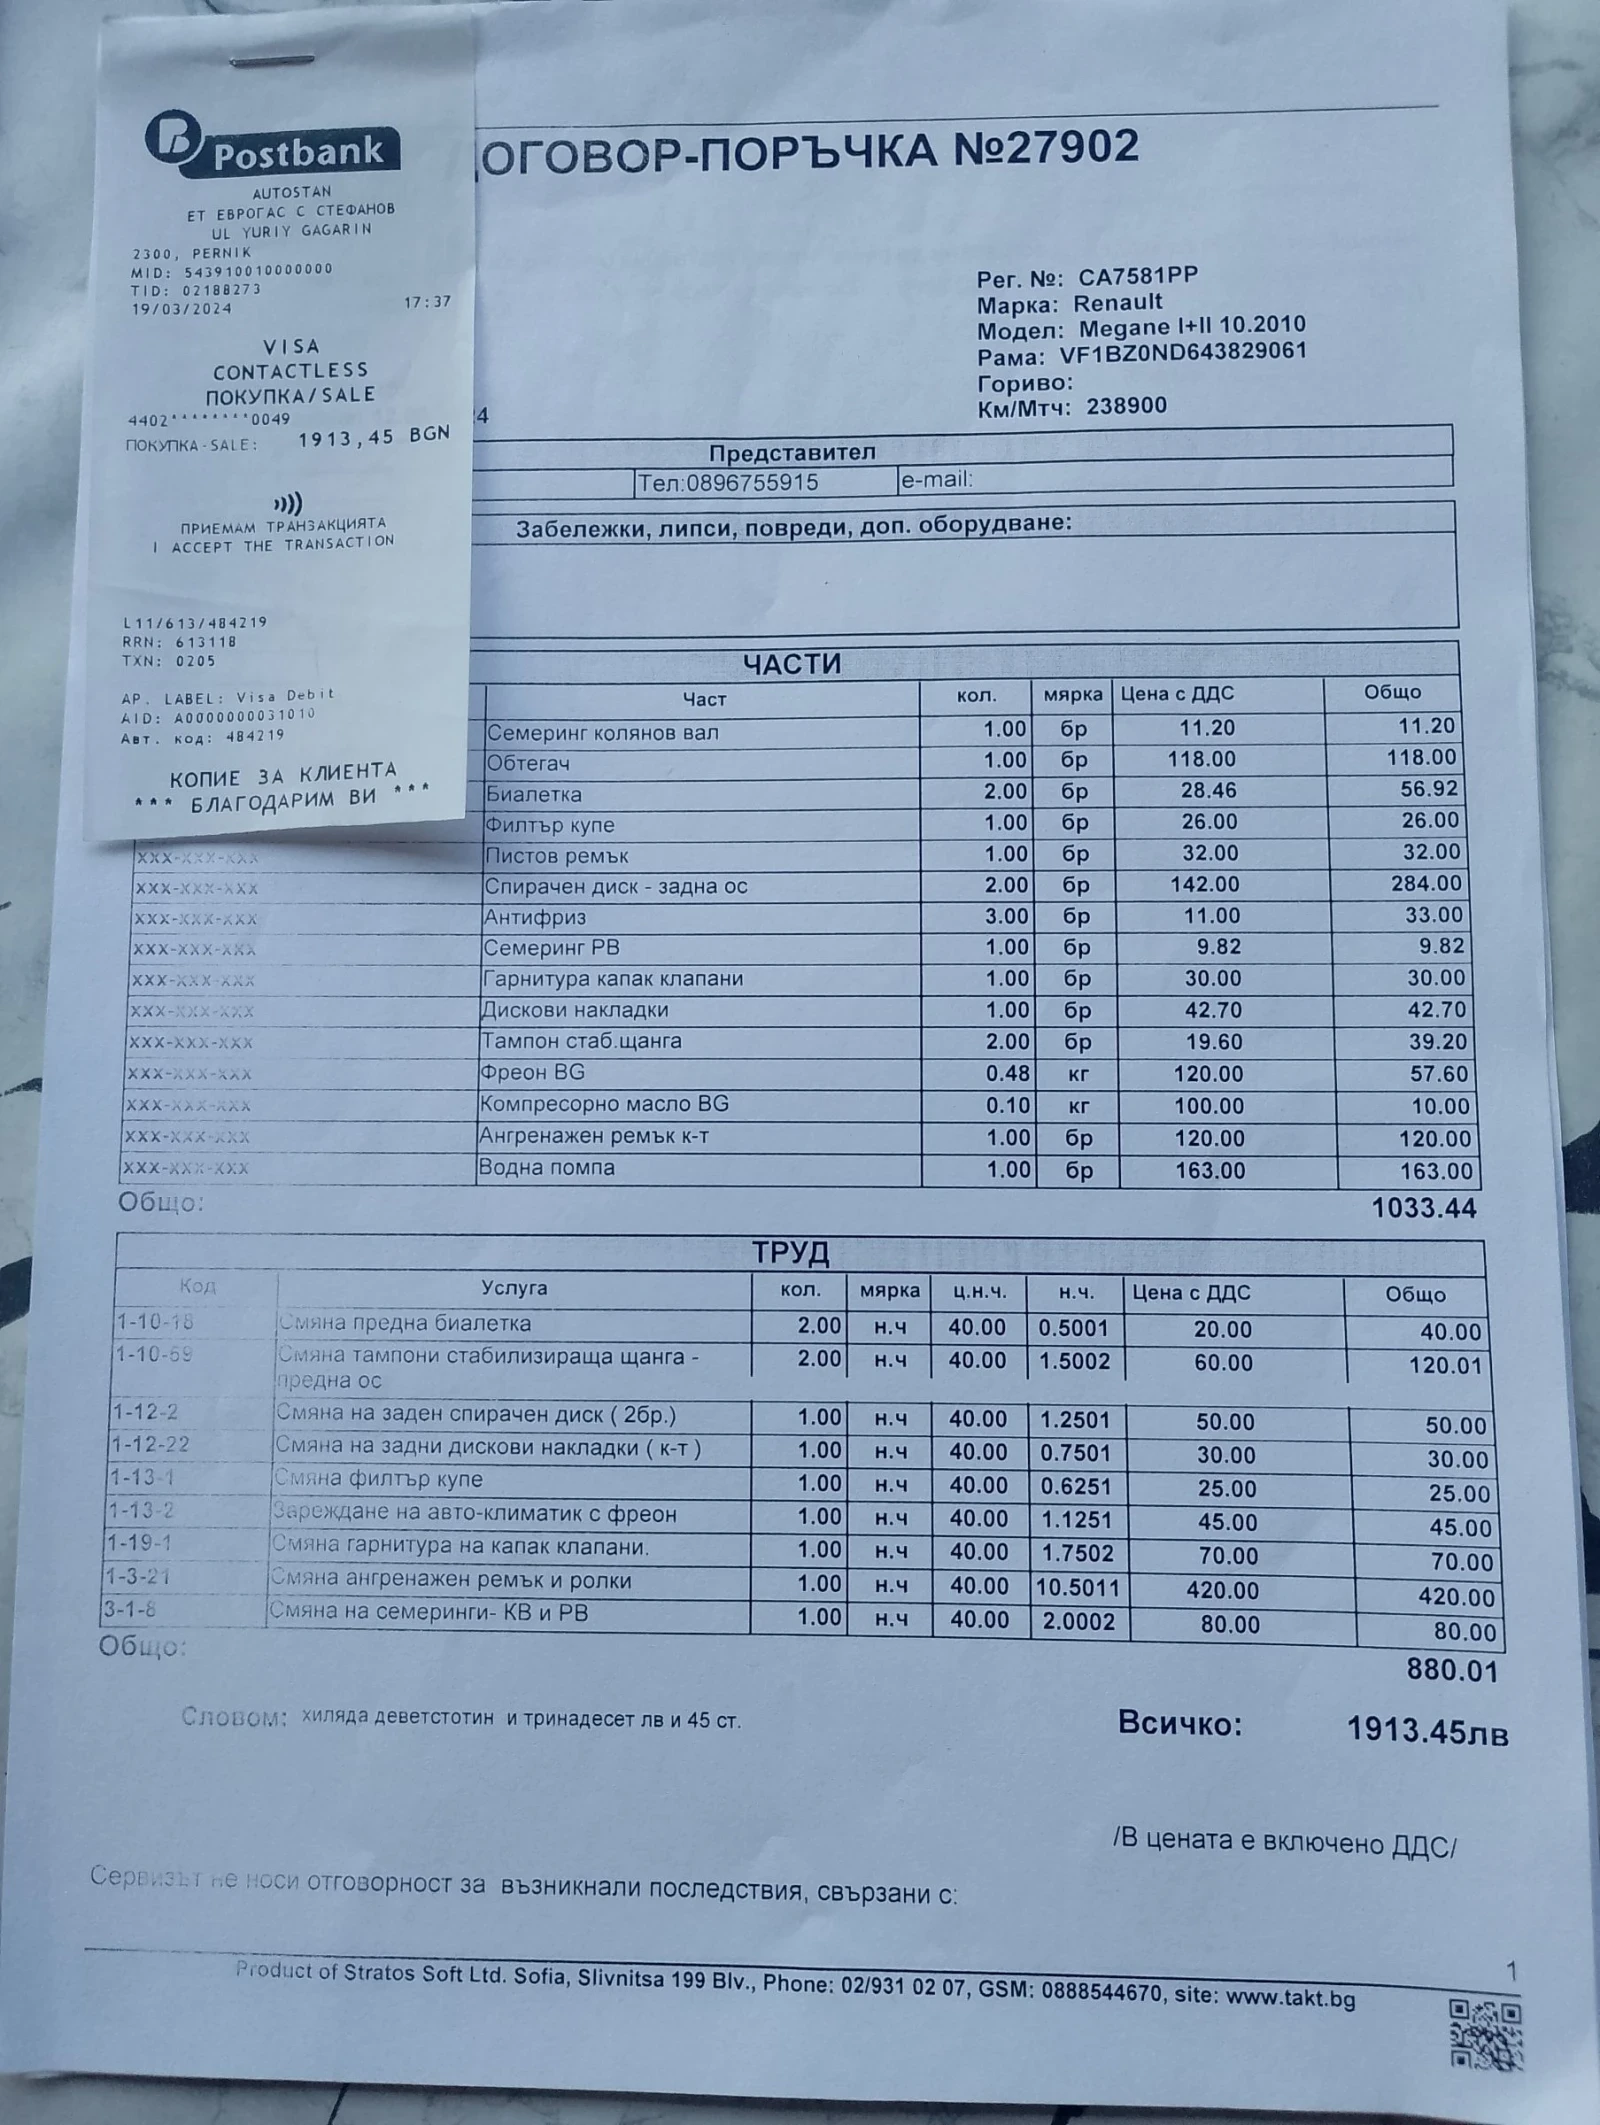 Postbank
AUTOSTAN
ЕТ ЕВРОГАС С СТЕФАНОВ
UL YURIY GAGARIN
2300, PERNIK
MID: 543910010000000
TID: 02188273
19/03/2024 17:37
VISA
CONTACTLESS
ПОКУПКА/SALE
4402********0049
ПОКУПКА-SALE: 1913,45 BGN
ПРИЕМАМ ТРАНЗАКЦИЯТА
I ACCEPT THE TRANSACTION
L11/613/484219
RRN: 613118
TXN: 0205
AP. LABEL: Visa Debit
AID: A0000000031010
Авт. код: 484219
КОПИЕ ЗА КЛИЕНТА
*** БЛАГОДАРИМ ВИ ***
ОГОВОР-ПОРЪЧКА №27902
Рег. №: CA7581PP
Марка: Renault
Модел: Megane I+II 10.2010
Рама: VF1BZ0ND643829061
Гориво:
Км/Мтч: 238900
4
Представител
Тел:0896755915 e-mail:
Забележки, липси, повреди, доп. оборудване:
ЧАСТИ
Част кол. мярка Цена с ДДС Общо
Семеринг колянов вал 1.00 бр 11.20 11.20
Обтегач 1.00 бр 118.00 118.00
Биалетка 2.00 бр 28.46 56.92
Филтър купе 1.00 бр 26.00 26.00
XXX-XXX-XXX Пистов ремък 1.00 бр 32.00 32.00
XXX-XXX-XXX Спирачен диск - задна ос 2.00 бр 142.00 284.00
XXX-XXX-XXX Антифриз 3.00 бр 11.00 33.00
XXX-XXX-XXX Семеринг РВ 1.00 бр 9.82 9.82
XXX-XXX-XXX Гарнитура капак клапани 1.00 бр 30.00 30.00
XXX-XXX-XXX Дискови накладки 1.00 бр 42.70 42.70
XXX-XXX-XXX Тампон стаб.щанга 2.00 бр 19.60 39.20
XXX-XXX-XXX Фреон BG 0.48 кг 120.00 57.60
XXX-XXX-XXX Компресорно масло BG 0.10 кг 100.00 10.00
XXX-XXX-XXX Ангренажен ремък к-т 1.00 бр 120.00 120.00
XXX-XXX-XXX Водна помпа 1.00 бр 163.00 163.00
Общо: 1033.44
ТРУД
Код Услуга кол. мярка ц.н.ч. н.ч. Цена с ДДС Общо
1-10-18 Смяна предна биалетка 2.00 н.ч 40.00 0.5001 20.00 40.00
1-10-69 Смяна тампони стабилизираща щанга - 2.00 н.ч 40.00 1.5002 60.00 120.01
предна ос
1-12-2 Смяна на заден спирачен диск ( 2бр.) 1.00 н.ч 40.00 1.2501 50.00 50.00
1-12-22 Смяна на задни дискови накладки ( к-т ) 1.00 н.ч 40.00 0.7501 30.00 30.00
1-13-1 Смяна филтър купе 1.00 н.ч 40.00 0.6251 25.00 25.00
1-13-2 Зареждане на авто-климатик с фреон 1.00 н.ч 40.00 1.1251 45.00 45.00
1-19-1 Смяна гарнитура на капак клапани. 1.00 н.ч 40.00 1.7502 70.00 70.00
1-3-21 Смяна ангренажен ремък и ролки 1.00 н.ч 40.00 10.5011 420.00 420.00
3-1-8 Смяна на семеринги- КВ и РВ 1.00 н.ч 40.00 2.0002 80.00 80.00
Общо: 880.01
Словом: хиляда деветстотин и тринадесет лв и 45 ст. Всичко: 1913.45лв
/В цената е включено ДДС/
Сервизът не носи отговорност за възникнали последствия, свързани с:
1
Product of Stratos Soft Ltd. Sofia, Slivnitsa 199 Blv., Phone: 02/931 02 07, GSM: 0888544670, site: www.takt.bg